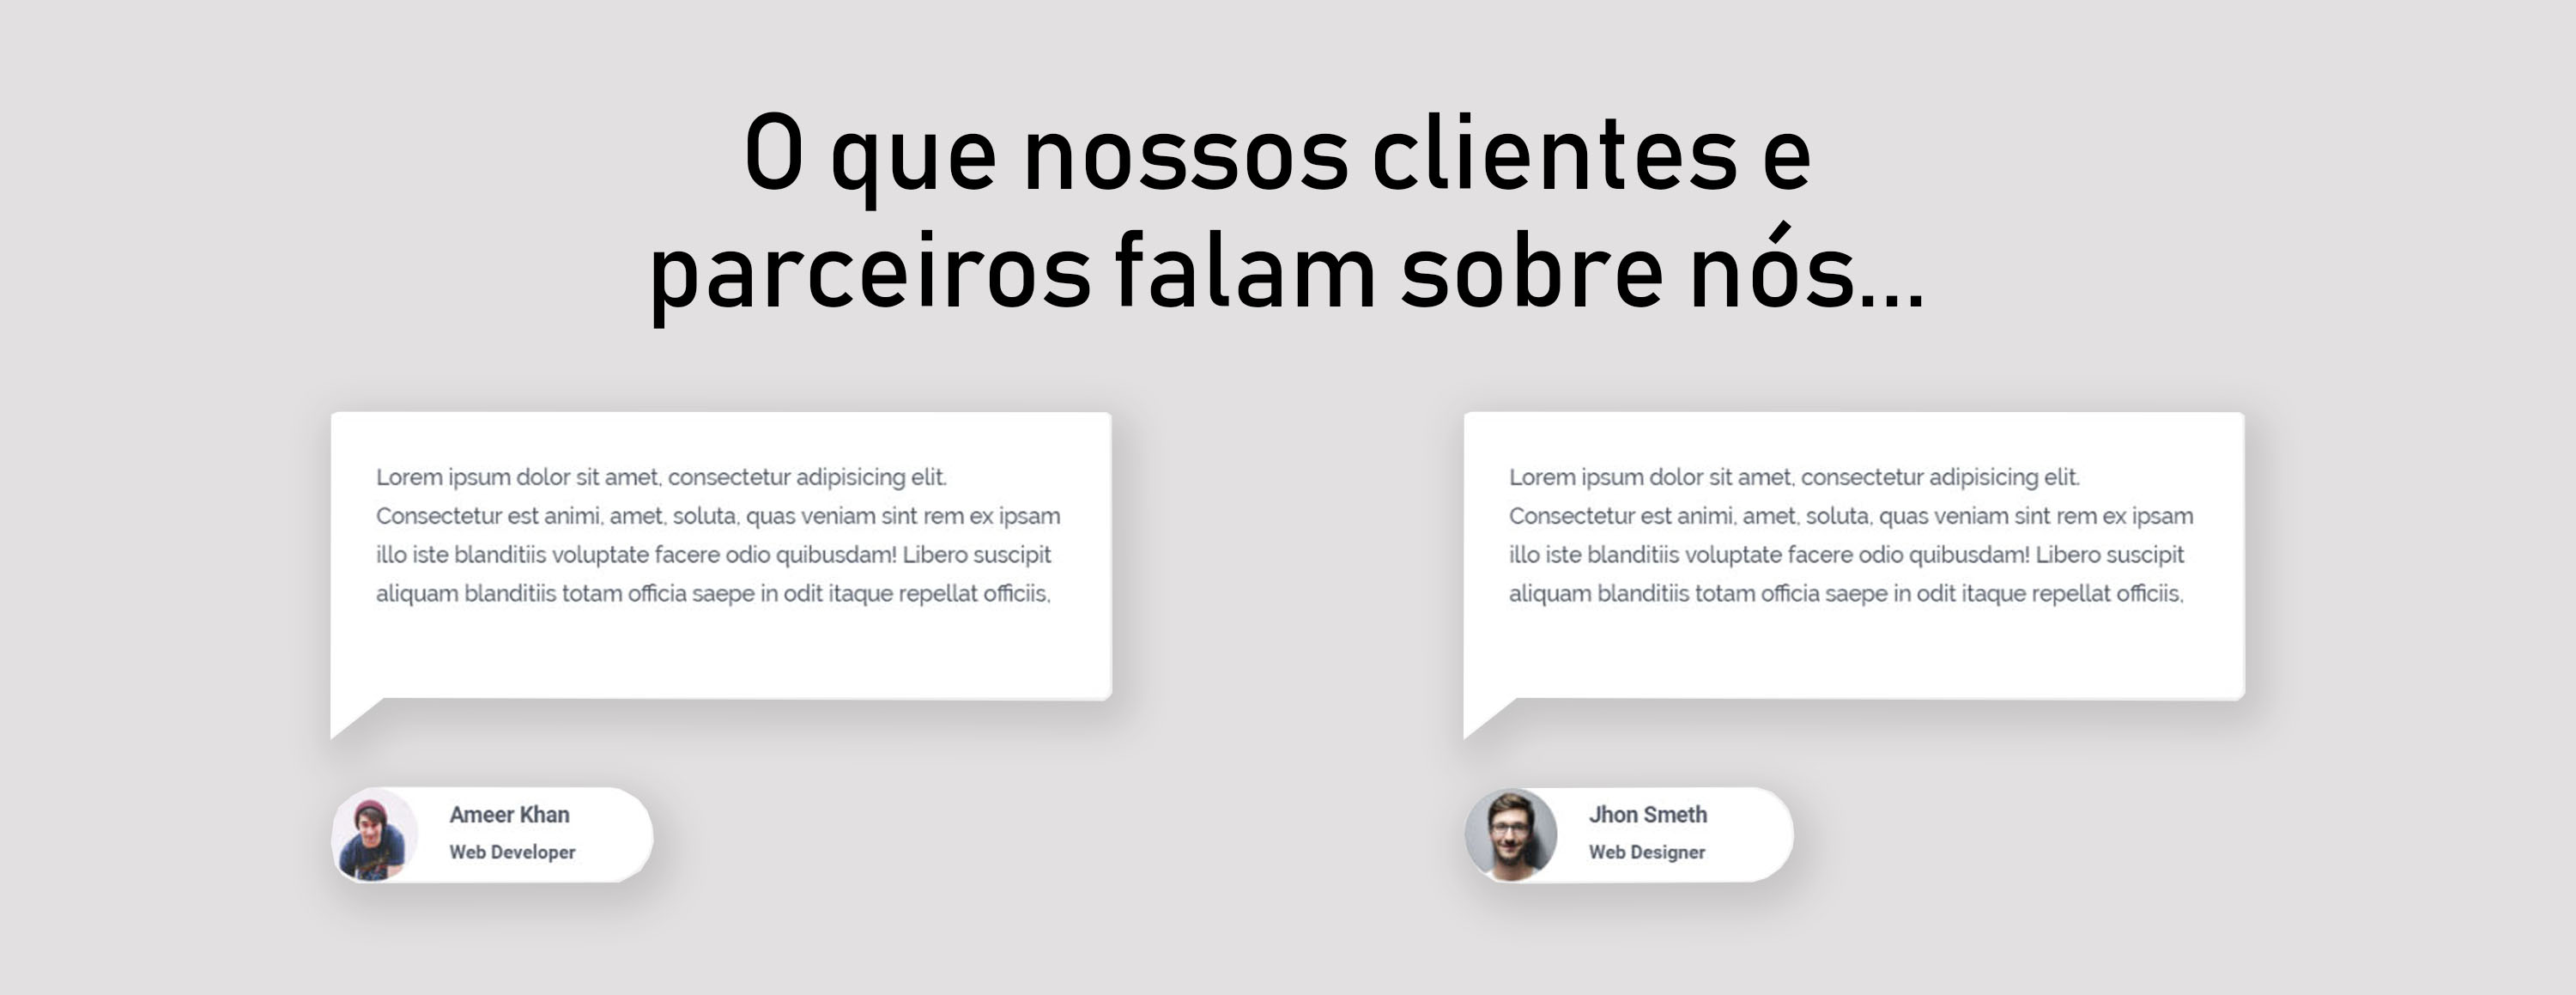 O que nossos clientes e
parceiros falam sobre nós...
Lorem ipsum dolor sit amet, consectetur adipisicing elit.
Consectetur est animi, amet, soluta, quas veniam sint rem ex ipsam
illo iste blanditiis voluptate facere odio quibusdam! Libero suscipit
aliquam blanditiis totam officia saepe in odit itaque repellat officiis,
Ameer Khan
Web Developer
Lorem ipsum dolor sit amet, consectetur adipisicing elit.
Consectetur est animi, amet, soluta, quas veniam sint rem ex ipsam
illo iste blanditiis voluptate facere odio quibusdam! Libero suscipit
aliquam blanditiis totam officia saepe in odit itaque repellat officiis,
Jhon Smeth
Web Designer